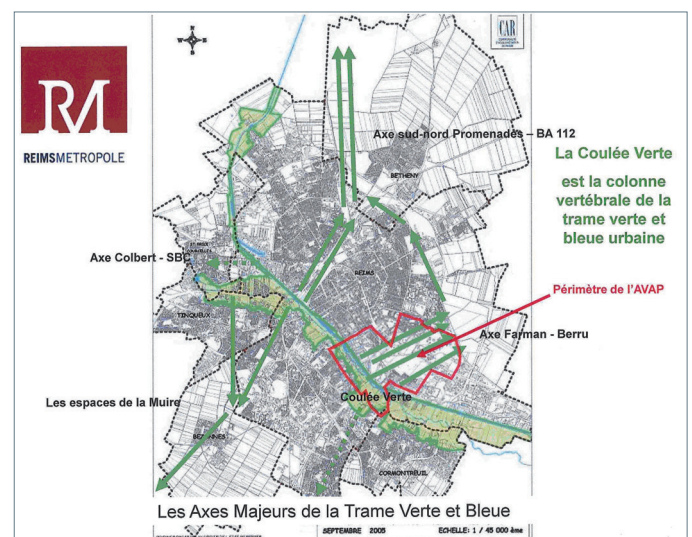 CAR
RM
REIMSMETROPOLE
N
Axe sud-nord Promenades – BA 112
BETHENY
La Coulée Verte
est la colonne
vertébrale de la
trame verte et
bleue urbaine
Axe Colbert - SBC
REIMS
Périmètre de l'AVAP
TINQUEUX
Axe Farman - Berru
Les espaces de la Muire
Coulée Verte
CORMONTREUIL
Les Axes Majeurs de la Trame Verte et Bleue
SEPTEMBRE 2005
ECHELLE: 1 / 45 000 ème